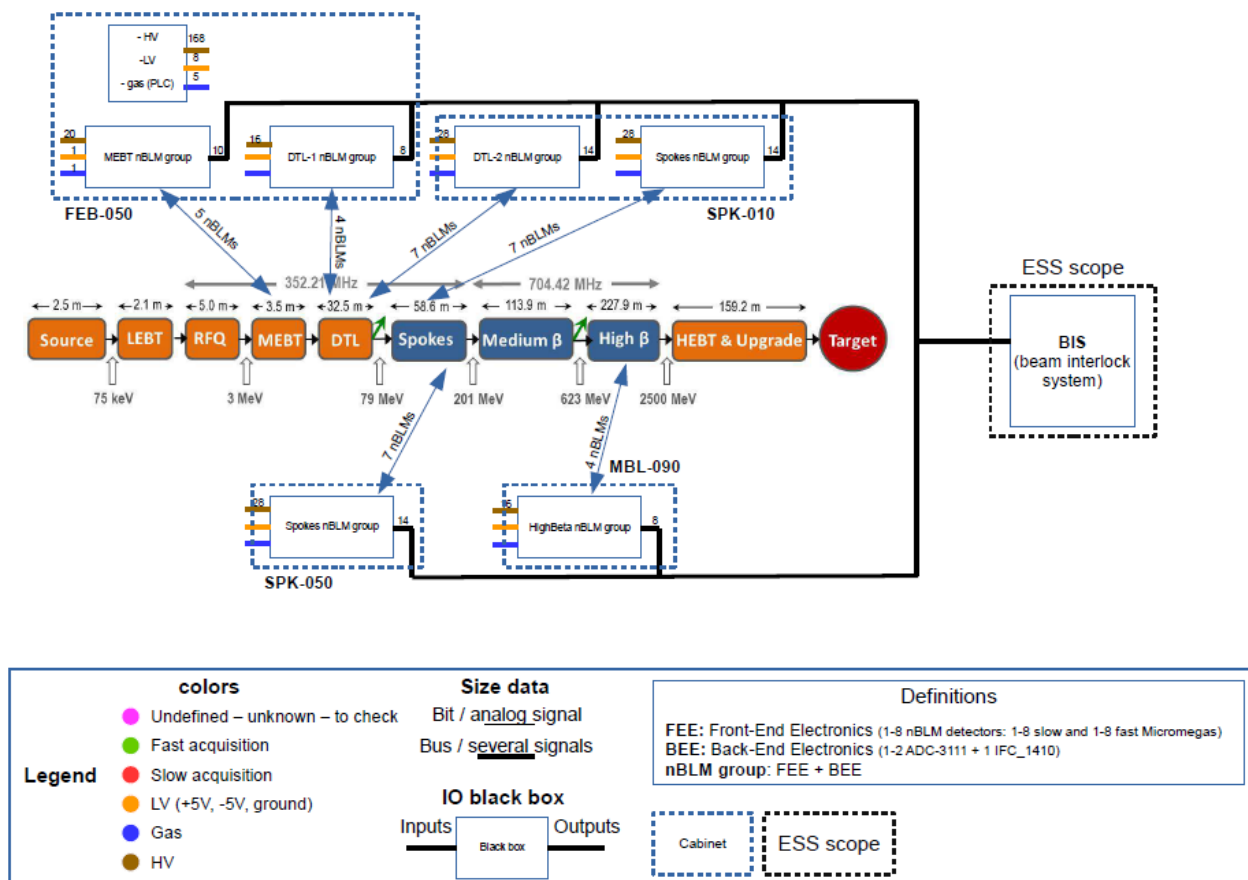 - HV
168
-LV
8
- gas (PLC)
5
20
1
1
MEBT nBLM group
10
16
DTL-1 nBLM group
8
28
DTL-2 nBLM group
14
28
Spokes nBLM group
14
FEB-050
SPK-010
5 nBLMs
4 nBLMs
7 nBLMs
7 nBLMs
ESS scope
BIS
(beam interlock
system)
352.21 MHz
704.42 MHz
2.5 m
2.1 m
5.0 m
3.5 m
32.5 m
58.6 m
113.9 m
227.9 m
159.2 m
Source
LEBT
RFQ
MEBT
DTL
Spokes
Medium β
High β
HEBT & Upgrade
Target
75 keV
3 MeV
79 MeV
201 MeV
623 MeV
2500 MeV
7 nBLMs
4 nBLMs
MBL-090
28
Spokes nBLM group
14
HighBeta nBLM group
8
SPK-050
Legend
colors
Undefined – unknown – to check
Fast acquisition
Slow acquisition
LV (+5V, -5V, ground)
Gas
HV
Size data
Bit / analog signal
Bus / several signals
IO black box
Inputs
Outputs
Black box
Definitions
FEE: Front-End Electronics (1-8 nBLM detectors: 1-8 slow and 1-8 fast Micromegas)
BEE: Back-End Electronics (1-2 ADC-3111 + 1 IFC_1410)
nBLM group: FEE + BEE
Cabinet
ESS scope